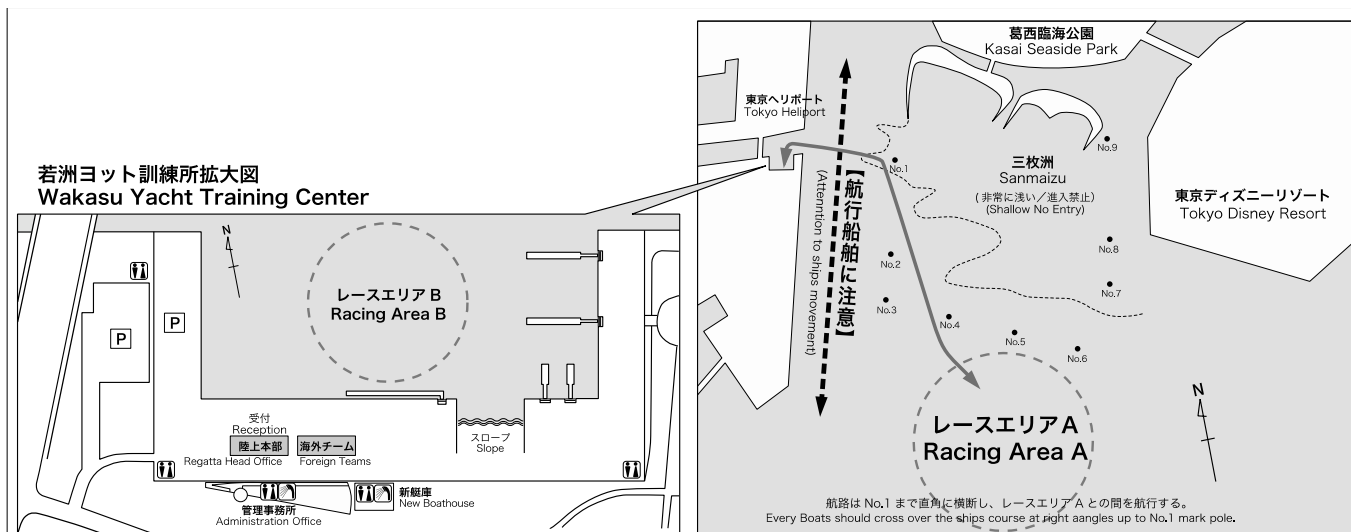 若洲ヨット訓練所拡大図
Wakasu Yacht Training Center
N
レースエリア B
Racing Area B
P
P
受付
Reception
陸上本部
Regatta Head Office
海外チーム
Foreign Teams
スロープ
Slope
管理事務所
Administration Office
新艇庫
New Boathouse
葛西臨海公園
Kasai Seaside Park
東京ヘリポート
Tokyo Heliport
【航行船舶に注意】
(Attenntion to ships movement)
三枚洲
Sanmaizu
(非常に浅い／進入禁止)
(Shallow No Entry)
東京ディズニーリゾート
Tokyo Disney Resort
No.1
No.2
No.3
No.4
No.5
No.6
No.7
No.8
No.9
N
レースエリア A
Racing Area A
航路は No.1 まで直角に横断し、レースエリア A との間を航行する。
Every Boats should cross over the ships course at right aangles up to No.1 mark pole.